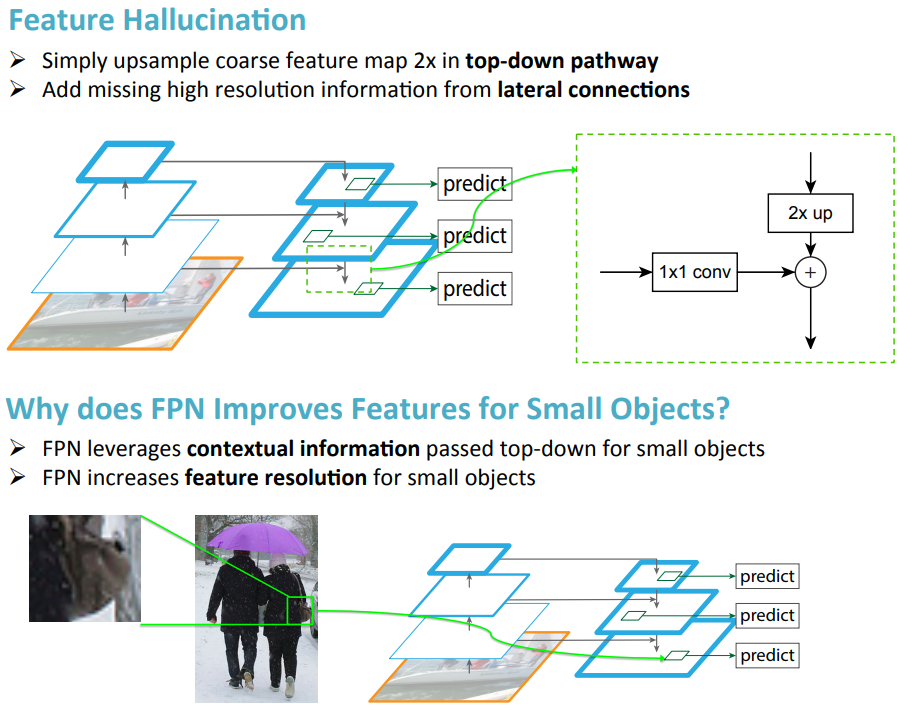 Feature Hallucination
➢ Simply upsample coarse feature map 2x in top-down pathway
➢ Add missing high resolution information from lateral connections
predict
predict
predict
2x up
1x1 conv
+
Why does FPN Improves Features for Small Objects?
➢ FPN leverages contextual information passed top-down for small objects
➢ FPN increases feature resolution for small objects
predict
predict
predict